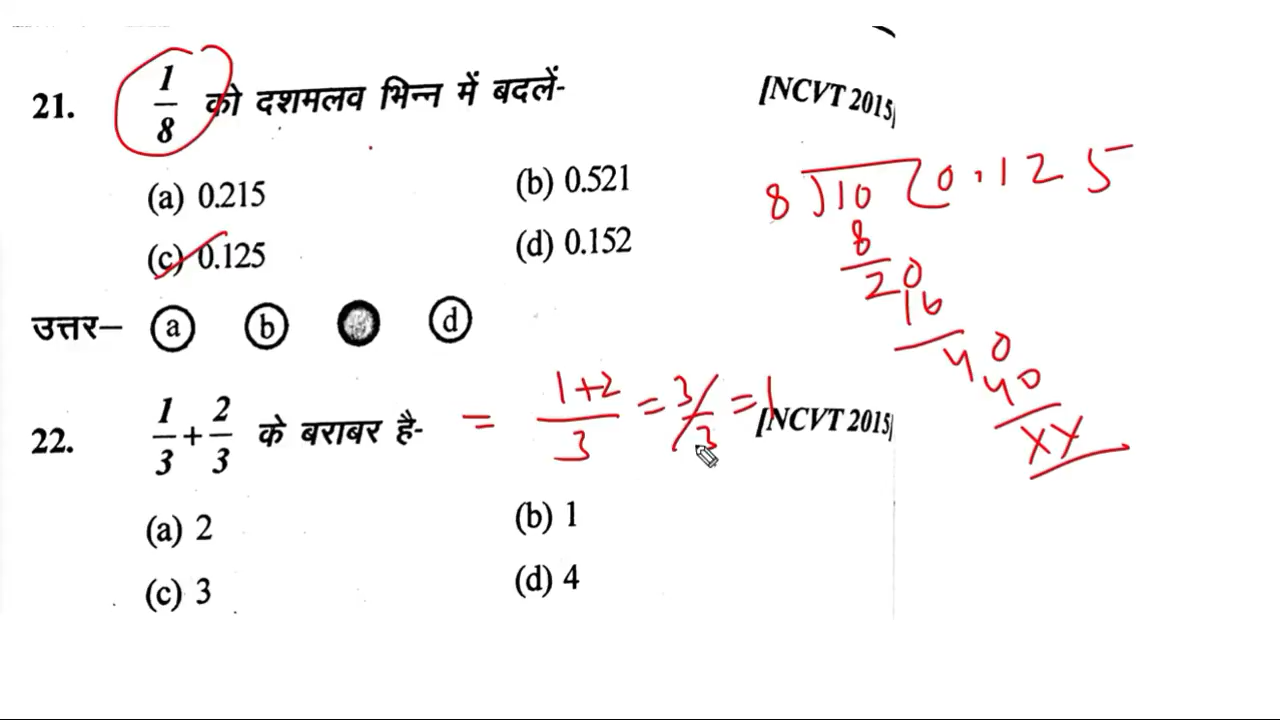 21. 1/8 को दशमलव भिन्न में बदलें- [NCVT 2015]
(a) 0.215 (b) 0.521
(c) 0.125 (d) 0.152
उत्तर– a b d
8 ) 10 ( 0.125
8
20
16
40
40
XX
22. 1/3 + 2/3 के बराबर है- = 1+2/3 = 3/3 = 1 [NCVT 2015]
(a) 2 (b) 1
(c) 3 (d) 4